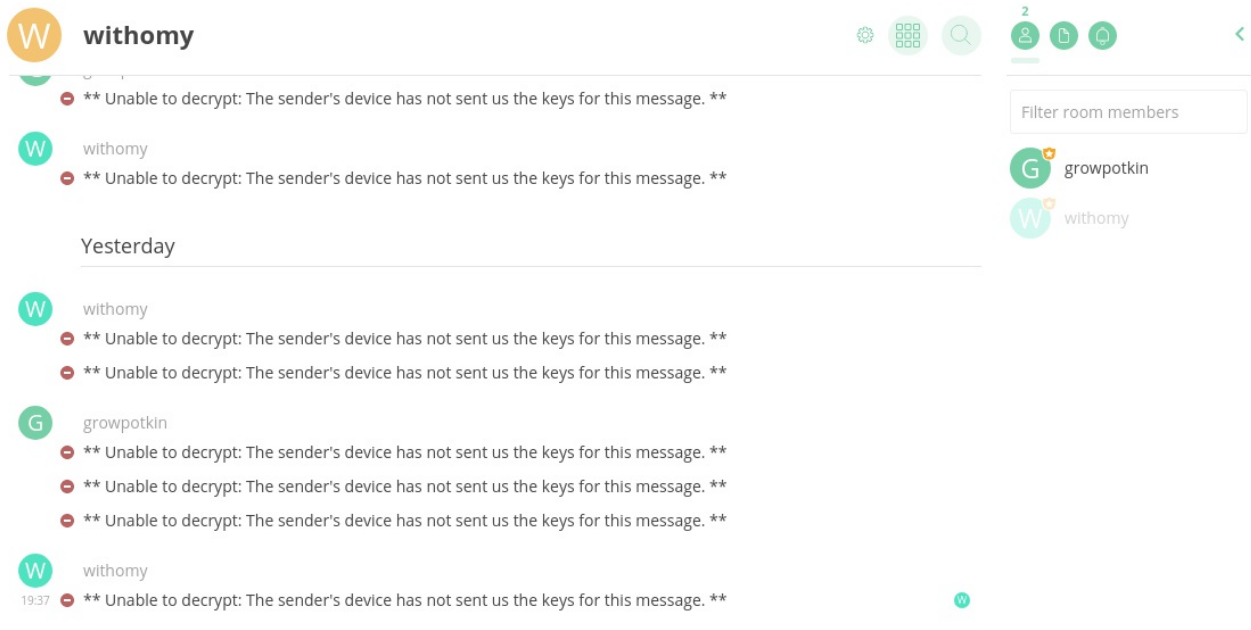 W withomy
2
** Unable to decrypt: The sender's device has not sent us the keys for this message. **
W withomy
** Unable to decrypt: The sender's device has not sent us the keys for this message. **
Yesterday
W withomy
** Unable to decrypt: The sender's device has not sent us the keys for this message. **
** Unable to decrypt: The sender's device has not sent us the keys for this message. **
G growpotkin
** Unable to decrypt: The sender's device has not sent us the keys for this message. **
** Unable to decrypt: The sender's device has not sent us the keys for this message. **
** Unable to decrypt: The sender's device has not sent us the keys for this message. **
W withomy
19:37 ** Unable to decrypt: The sender's device has not sent us the keys for this message. ** W
Filter room members
G growpotkin
W withomy